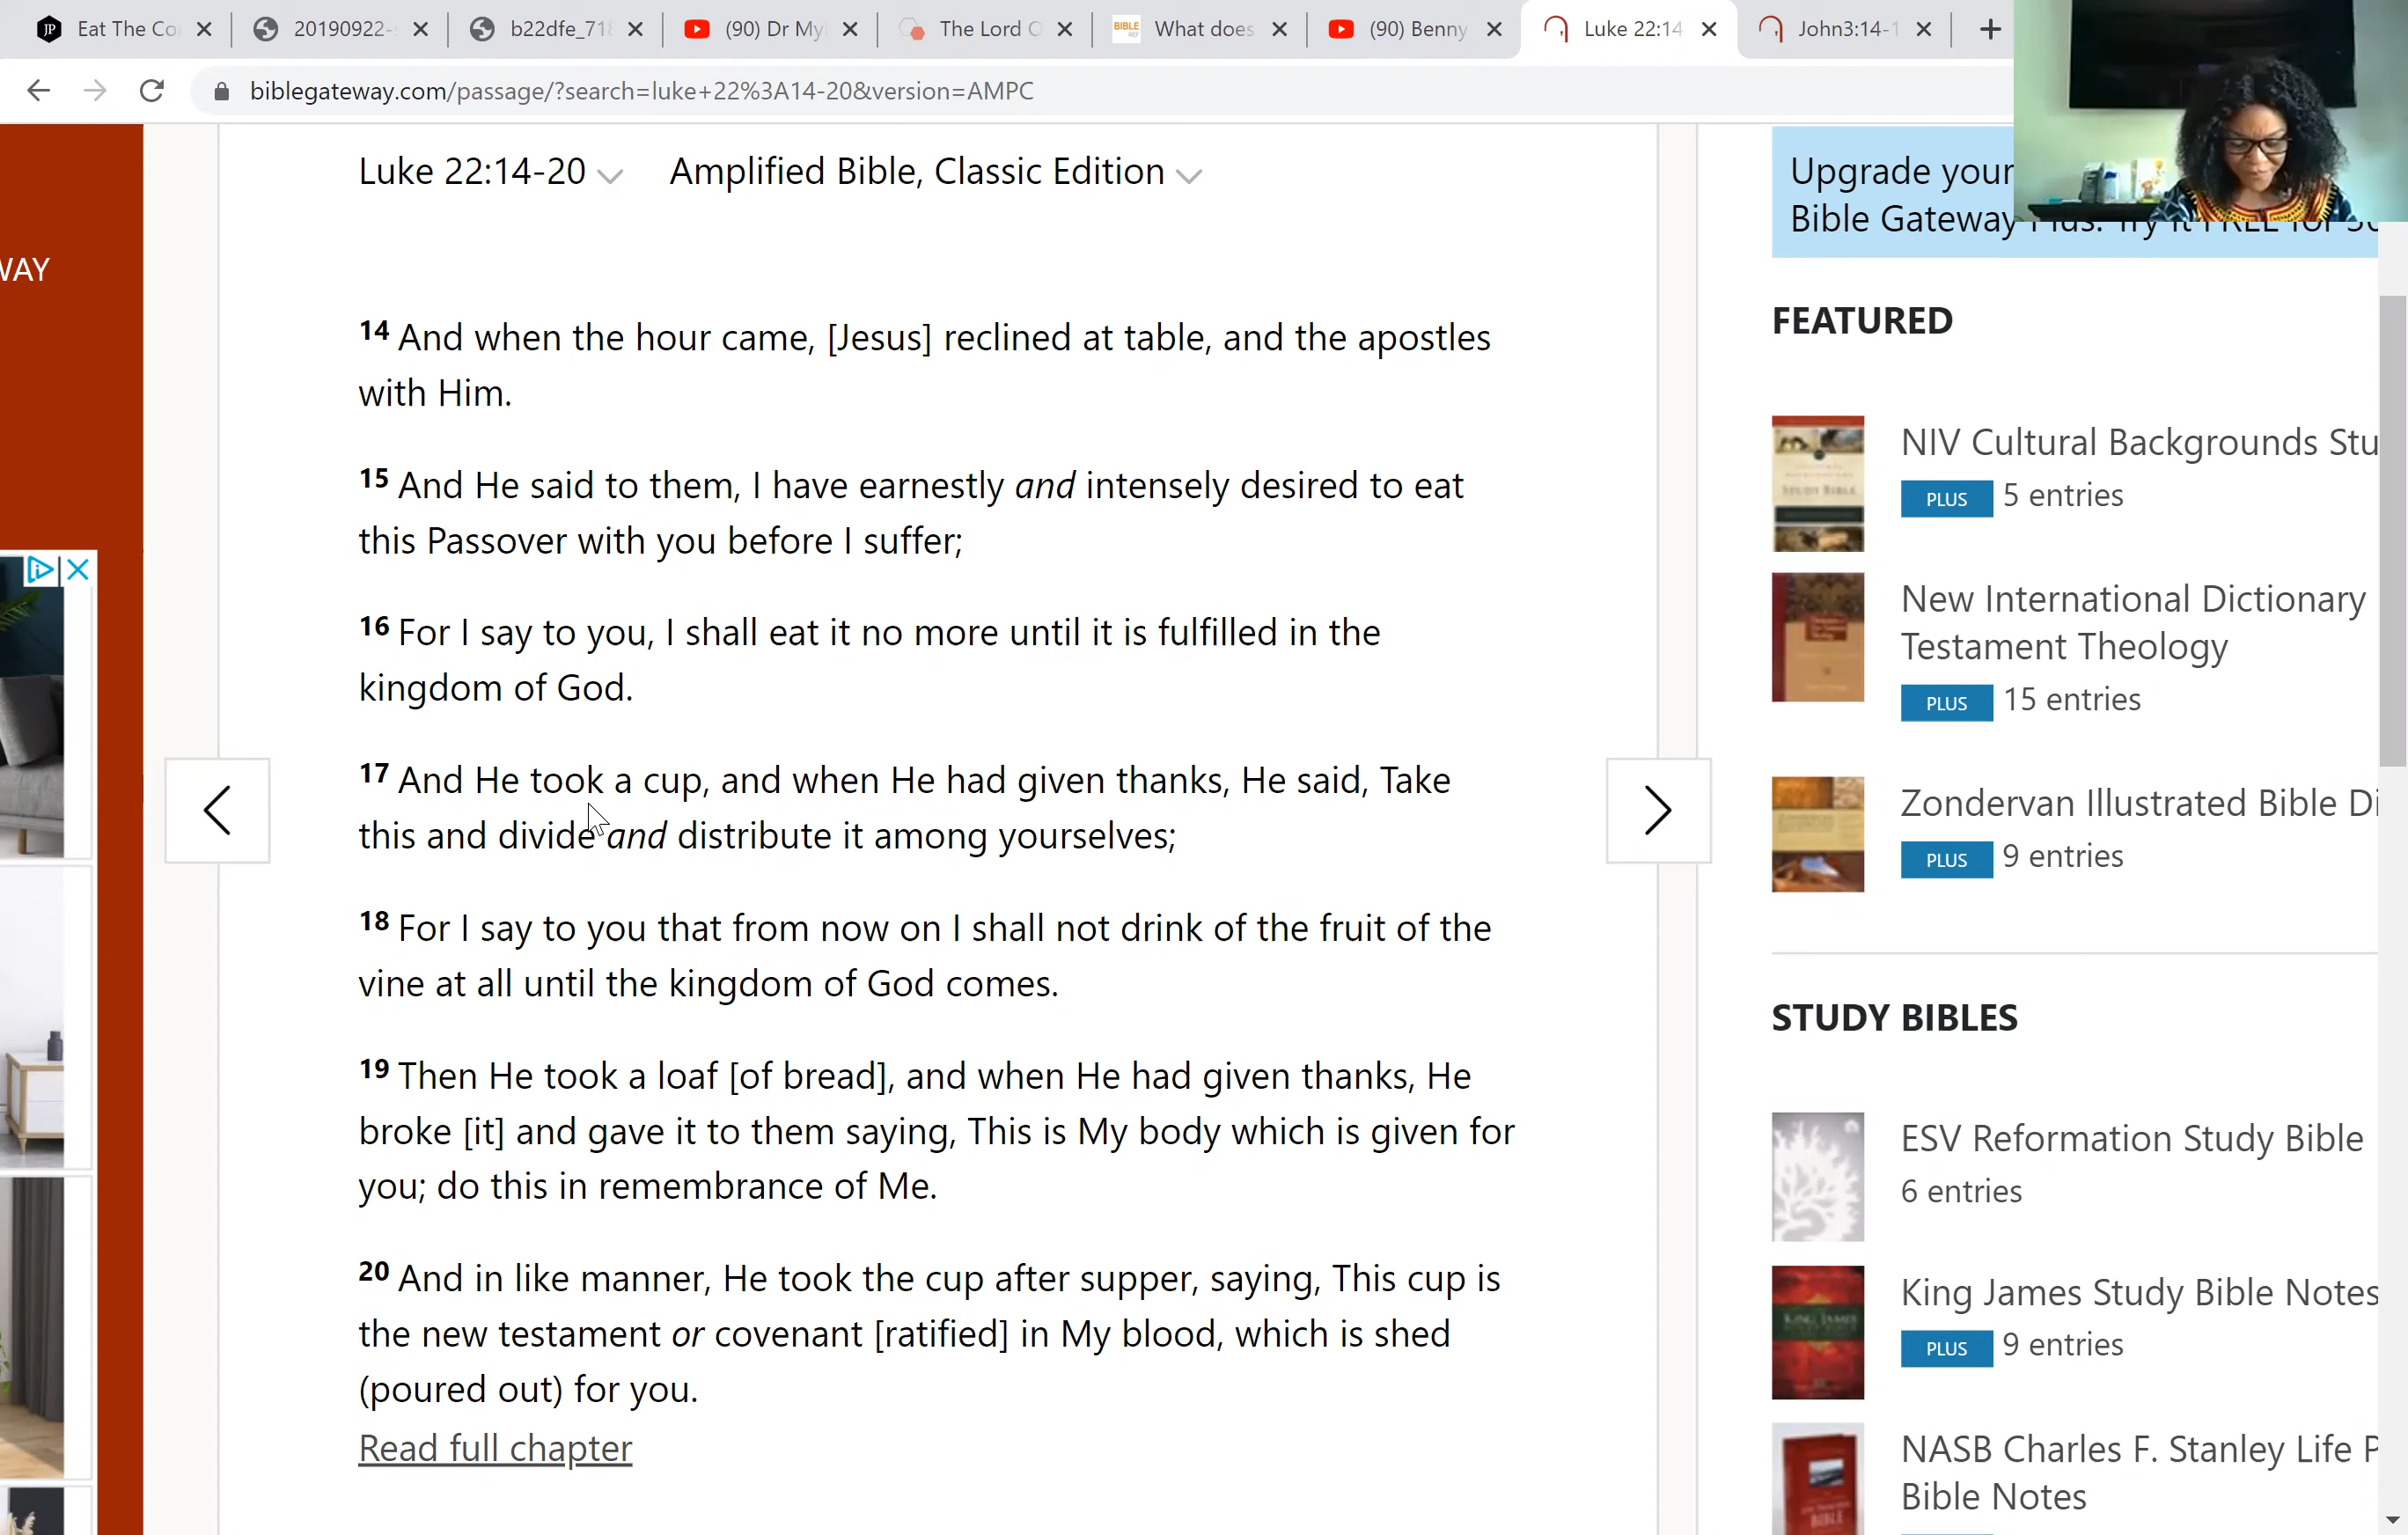 Eat The Co
20190922-
b22dfe_71
(90) Dr My
The Lord O
BIBLE
What does
(90) Benny
Luke 22:14
John3:14-1
biblegateway.com/passage/?search=luke+22%3A14-20&version=AMPC
Luke 22:14-20 Amplified Bible, Classic Edition
WAY
14 And when the hour came, [Jesus] reclined at table, and the apostles
with Him.
15 And He said to them, I have earnestly and intensely desired to eat
this Passover with you before I suffer;
16 For I say to you, I shall eat it no more until it is fulfilled in the
kingdom of God.
17 And He took a cup, and when He had given thanks, He said, Take
this and divide and distribute it among yourselves;
18 For I say to you that from now on I shall not drink of the fruit of the
vine at all until the kingdom of God comes.
19 Then He took a loaf [of bread], and when He had given thanks, He
broke [it] and gave it to them saying, This is My body which is given for
you; do this in remembrance of Me.
20 And in like manner, He took the cup after supper, saying, This cup is
the new testament or covenant [ratified] in My blood, which is shed
(poured out) for you.
Read full chapter
Upgrade your
Bible Gateway Plus. Try it FREE for
FEATURED
NIV Cultural Backgrounds Stu
PLUS 5 entries
New International Dictionary
Testament Theology
PLUS 15 entries
Zondervan Illustrated Bible Di
PLUS 9 entries
STUDY BIBLES
ESV Reformation Study Bible
6 entries
King James Study Bible Notes
PLUS 9 entries
NASB Charles F. Stanley Life P
Bible Notes